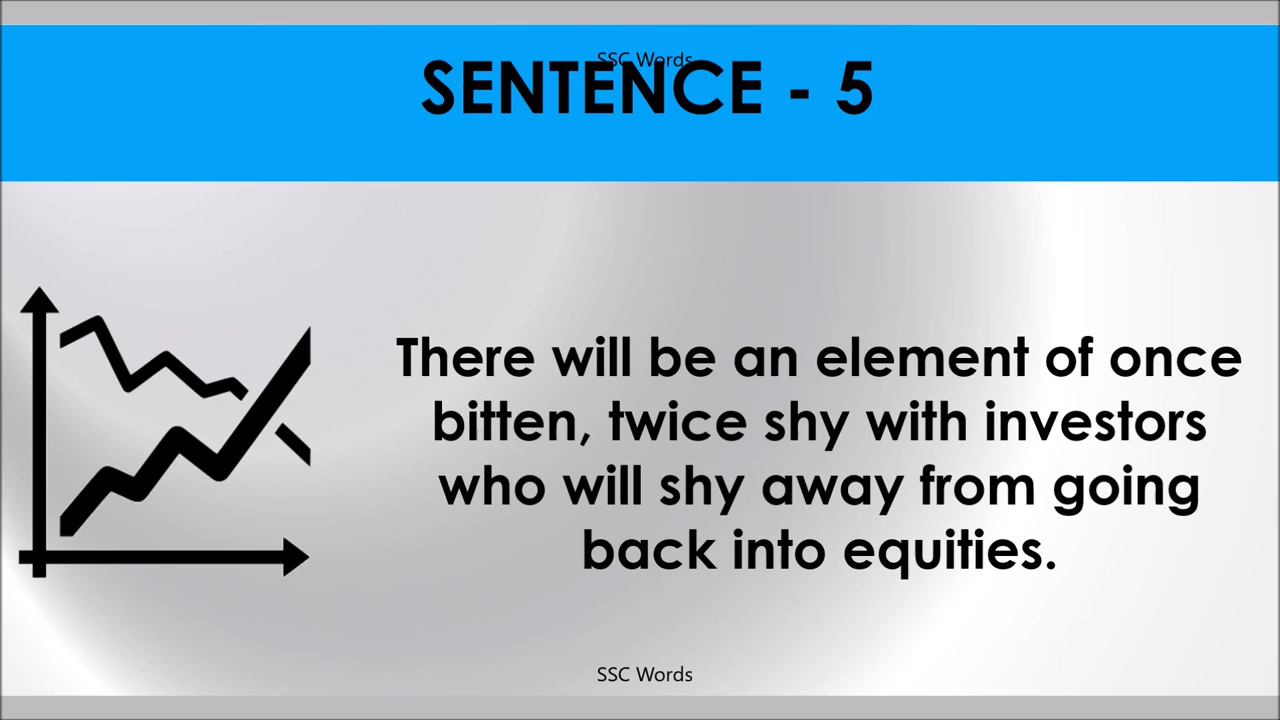 SSC Words
SENTENCE - 5
There will be an element of once
bitten, twice shy with investors
who will shy away from going
back into equities.
SSC Words